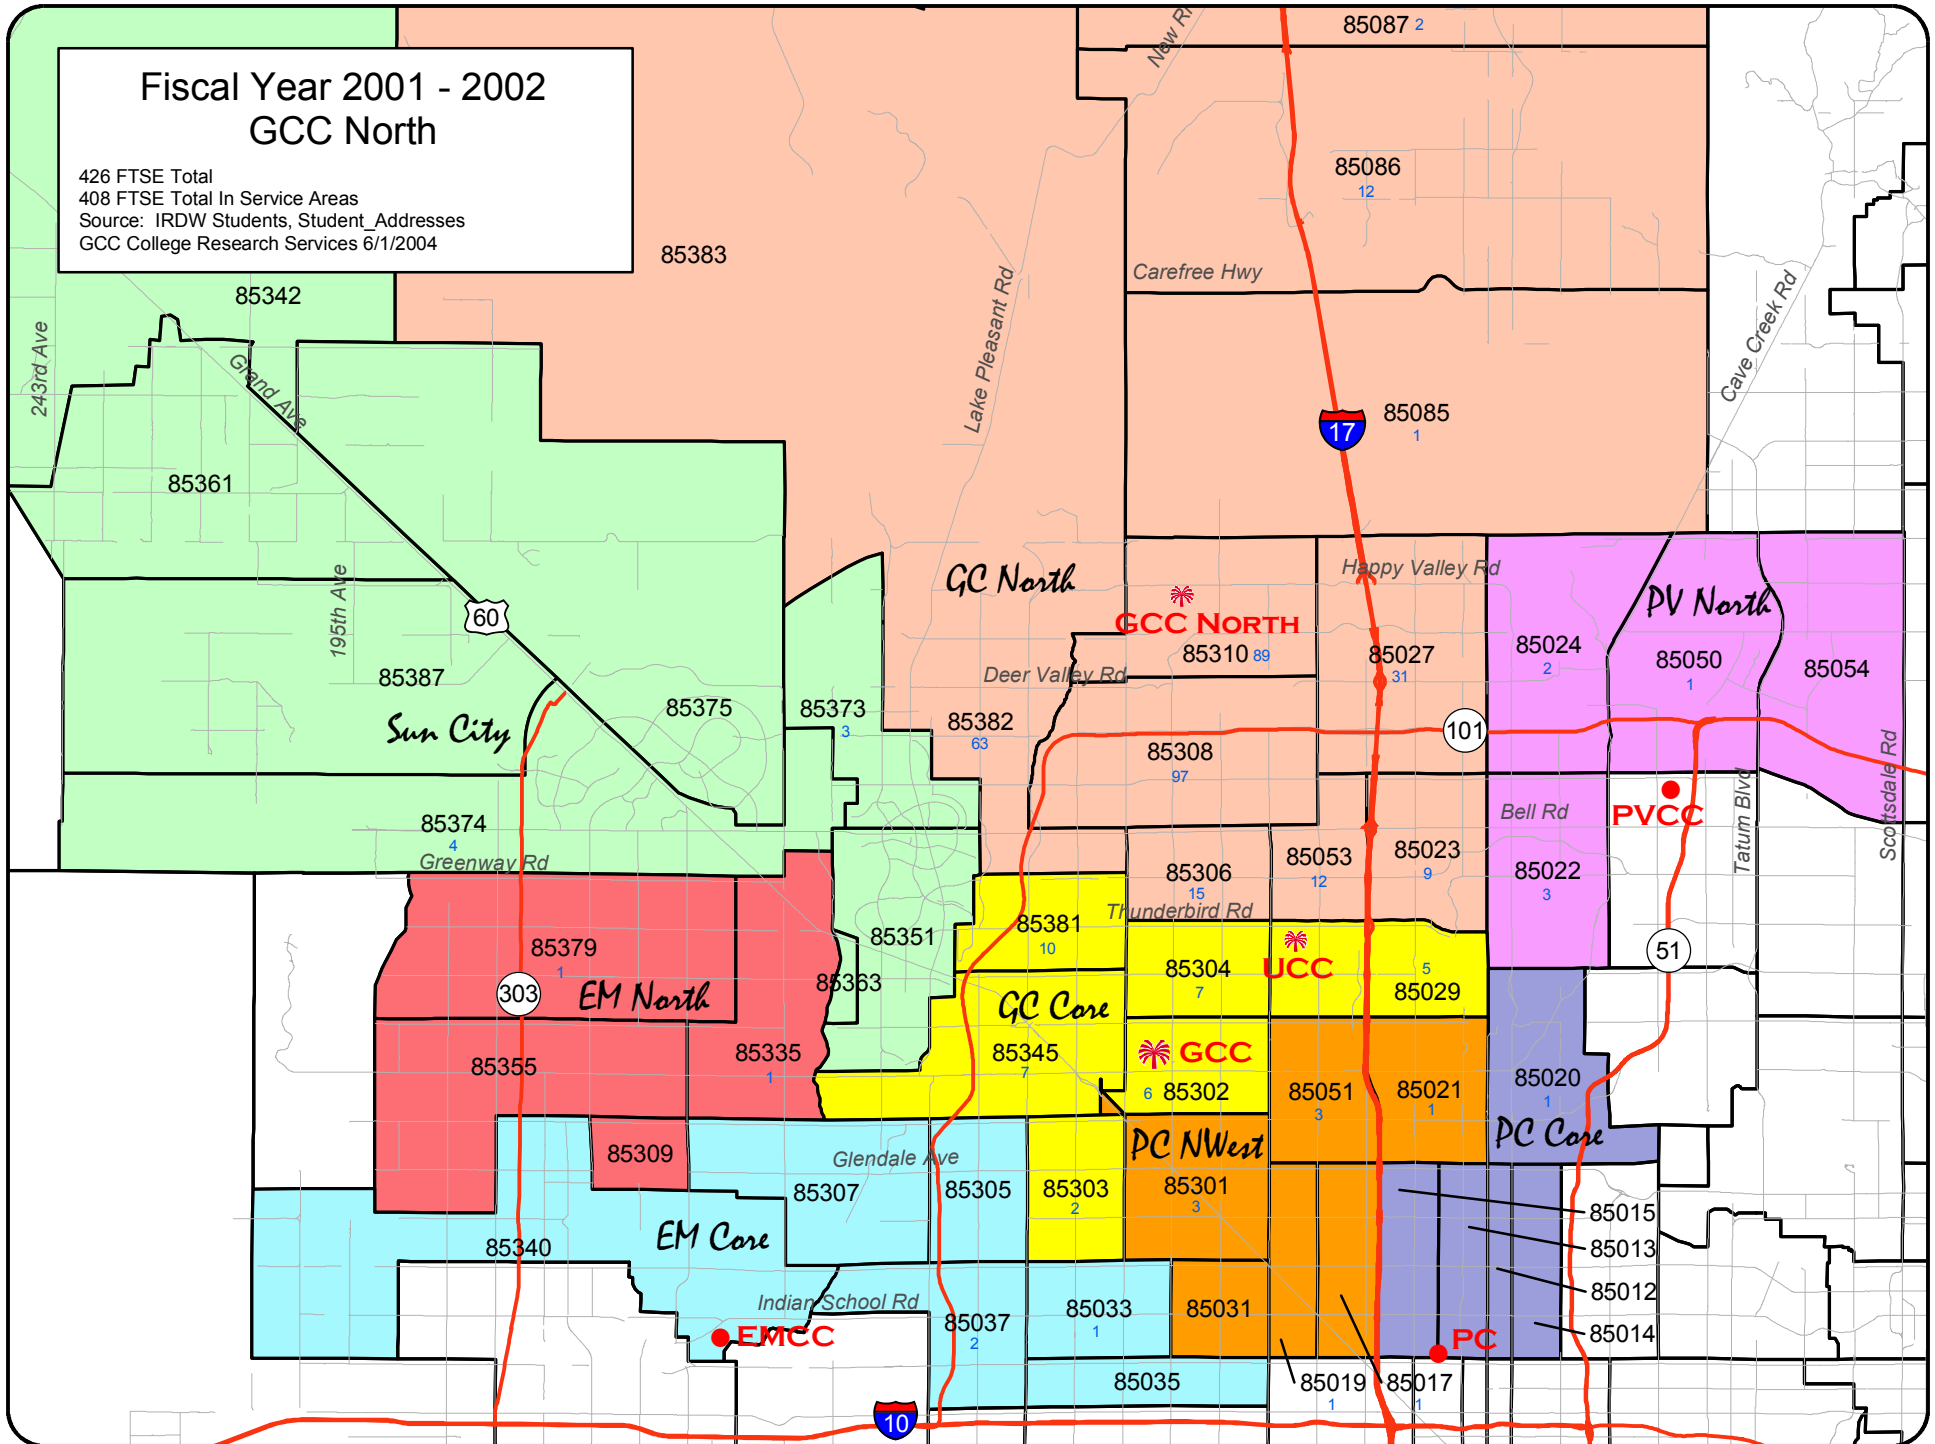 Fiscal Year 2001 - 2002
GCC North
426 FTSE Total
408 FTSE Total In Service Areas
Source: IRDW Students, Student_Addresses
GCC College Research Services 6/1/2004
85087 2
85086
12
85383
Carefree Hwy
85342
243rd Ave
Grand Ave
Lake Pleasant Rd
Cave Creek Rd
85085
1
17
85361
195th Ave
60
GC North
Happy Valley Rd
GCC NORTH
85310 89
85027
31
PV North
85024
2
85050
1
85054
Deer Valley Rd
85387
Sun City
85375
85373
3
85382
63
85308
97
101
Scottsdale Rd
Tatum Blvd
PVCC
Bell Rd
85374
4
Greenway Rd
85306
15
85053
12
85023
9
85022
3
Thunderbird Rd
85381
10
85351
85363
85379
1
303
EM North
85304
7
UCC
5
85029
51
GC Core
85345
7
GCC
6 85302
85355
85335
1
85051
3
85021
1
85020
1
PC Core
PC NWest
85309
Glendale Ave
85307
85305
85303
2
85301
3
85015
85013
85012
85014
85340
EM Core
Indian School Rd
EMCC
85037
2
85033
1
85031
PC
85035
85019
1
85017
1
10